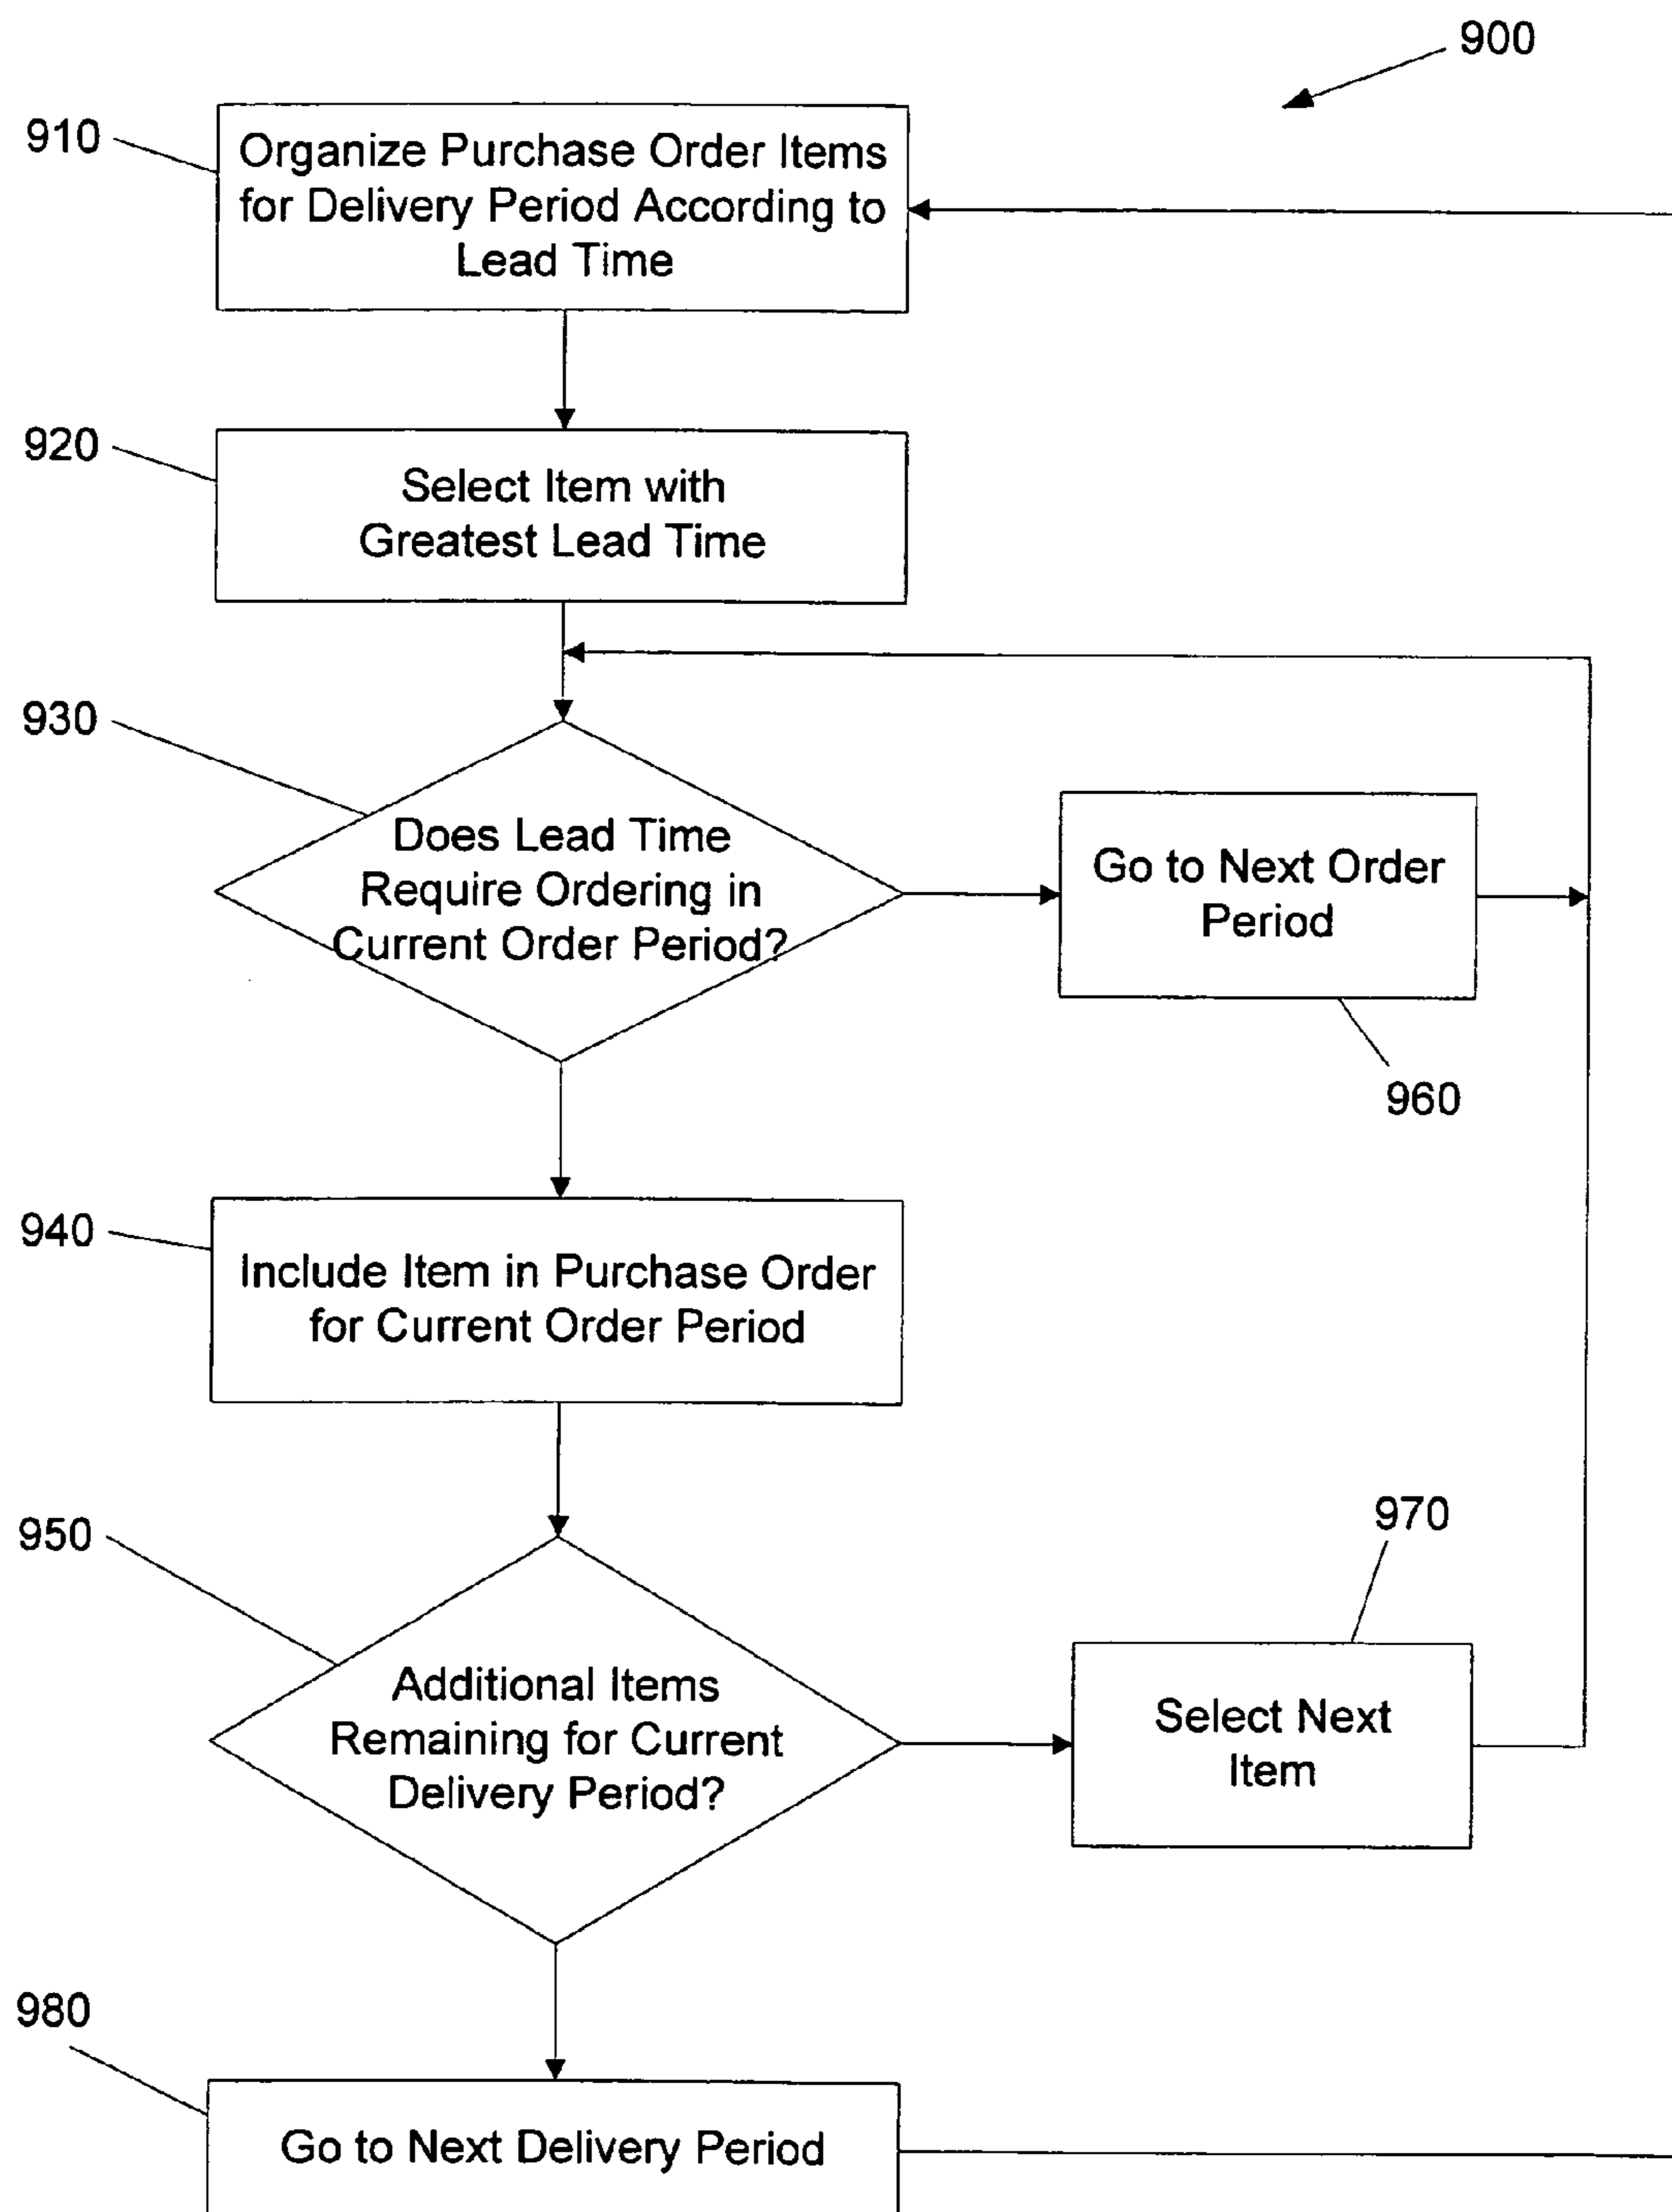 900
910
Organize Purchase Order Items
for Delivery Period According to
Lead Time
920
Select Item with
Greatest Lead Time
930
Does Lead Time
Require Ordering in
Current Order Period?
Go to Next Order
Period
960
940
Include Item in Purchase Order
for Current Order Period
950
Additional Items
Remaining for Current
Delivery Period?
970
Select Next
Item
980
Go to Next Delivery Period